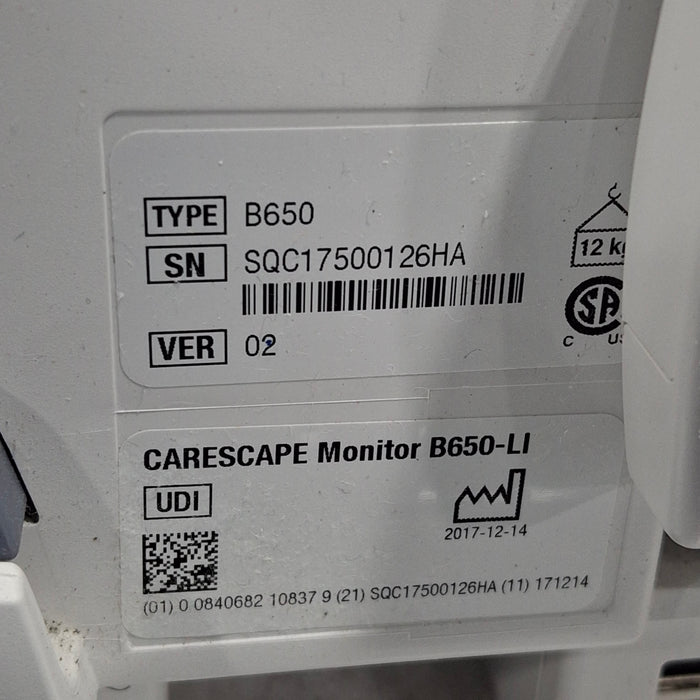 TYPE B650
SN SQC17500126HA
12 kg
SA
C US
VER 02
CARESCAPE Monitor B650-LI
UDI
2017-12-14
(01) 0 0840682 10837 9 (21) SQC17500126HA (11) 171214